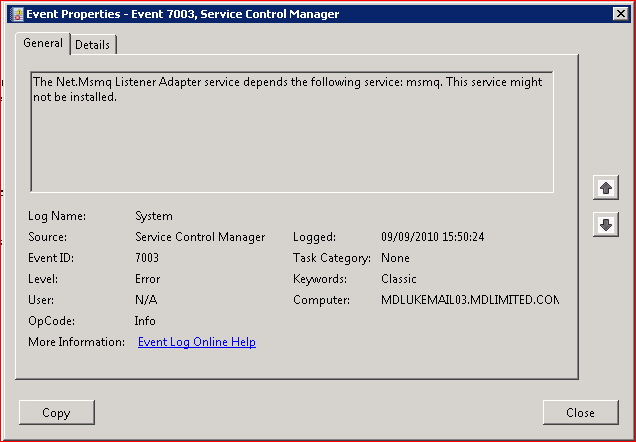 Event Properties - Event 7003, Service Control Manager
General Details
The Net.Msmq Listener Adapter service depends the following service: msmq. This service might
not be installed.
Log Name: System
Source: Service Control Manager Logged: 09/09/2010 15:50:24
Event ID: 7003 Task Category: None
Level: Error Keywords: Classic
User: N/A Computer: MDLUKEMAIL03.MDLIMITED.COM
OpCode: Info
More Information: Event Log Online Help
Copy Close